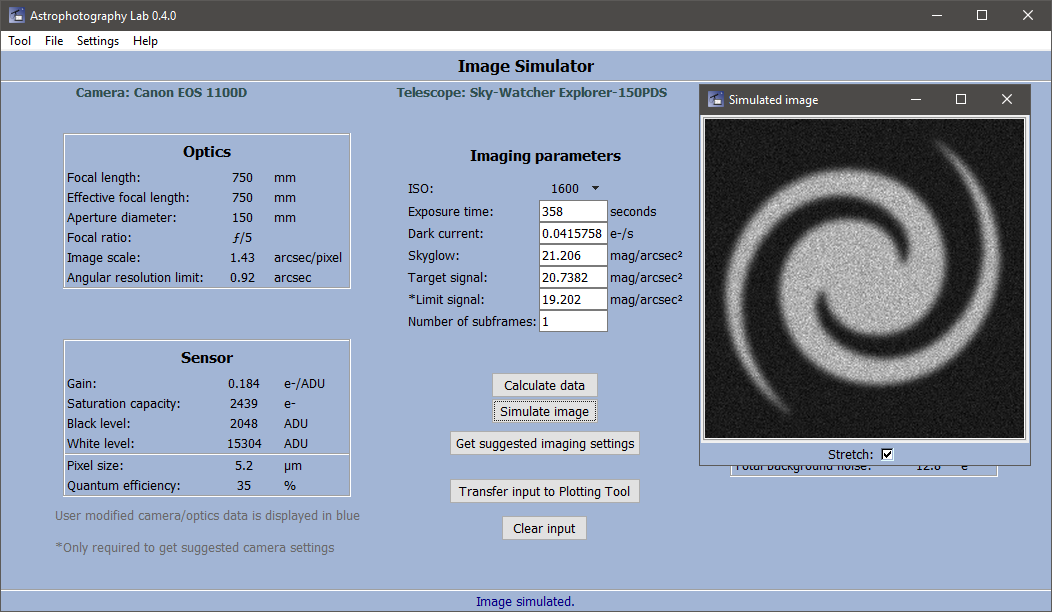 Astrophotography Lab 0.4.0
Tool File Settings Help
Image Simulator
Camera: Canon EOS 1100D
Telescope: Sky-Watcher Explorer-150PDS
Optics
Focal length: 750 mm
Effective focal length: 750 mm
Aperture diameter: 150 mm
Focal ratio: ƒ/5
Image scale: 1.43 arcsec/pixel
Angular resolution limit: 0.92 arcsec
Sensor
Gain: 0.184 e-/ADU
Saturation capacity: 2439 e-
Black level: 2048 ADU
White level: 15304 ADU
Pixel size: 5.2 µm
Quantum efficiency: 35 %
User modified camera/optics data is displayed in blue
*Only required to get suggested camera settings
Imaging parameters
ISO: 1600
Exposure time: 358 seconds
Dark current: 0.0415758 e-/s
Skyglow: 21.206 mag/arcsec²
Target signal: 20.7382 mag/arcsec²
*Limit signal: 19.202 mag/arcsec²
Number of subframes: 1
Calculate data
Simulate image
Get suggested imaging settings
Transfer input to Plotting Tool
Clear input
Simulated image
Stretch:
Total background noise: 12.8 e-
Image simulated.